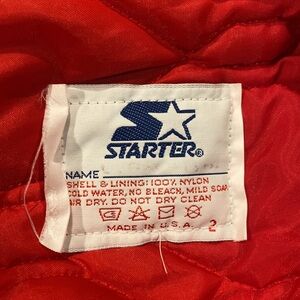 STARTER®
NAME
SHELL & LINING: 100% NYLON
COLD WATER, NO BLEACH, MILD SOAP
AIR DRY. DO NOT DRY CLEAN
MADE IN U.S.A. 2